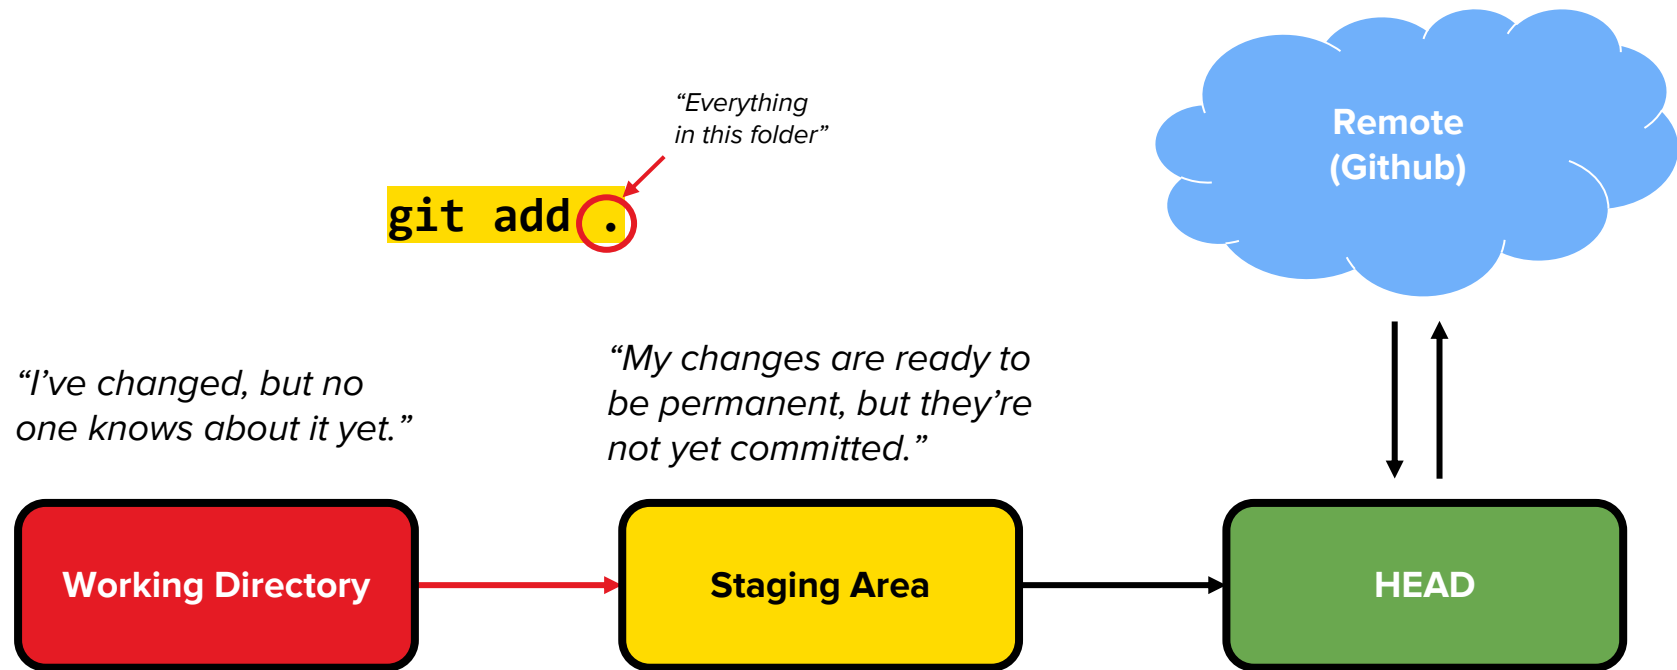 “Everything
in this folder”
Remote
(Github)
git add .
“I’ve changed, but no
one knows about it yet.”
“My changes are ready to
be permanent, but they’re
not yet committed.”
Working Directory
Staging Area
HEAD